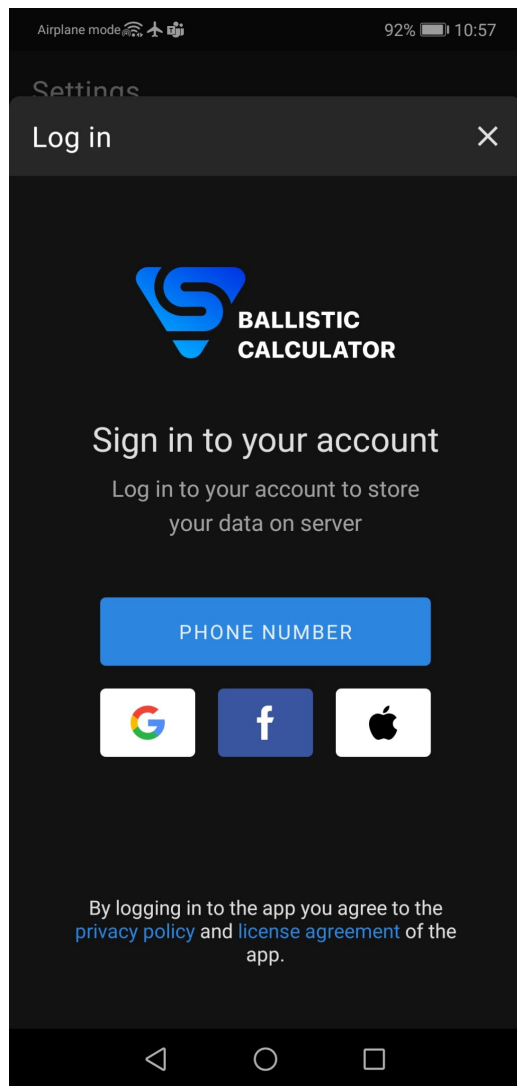 Airplane mode 92% 10:57
Settings
Log in
BALLISTIC
CALCULATOR
Sign in to your account
Log in to your account to store
your data on server
PHONE NUMBER
By logging in to the app you agree to the
privacy policy and license agreement of the
app.